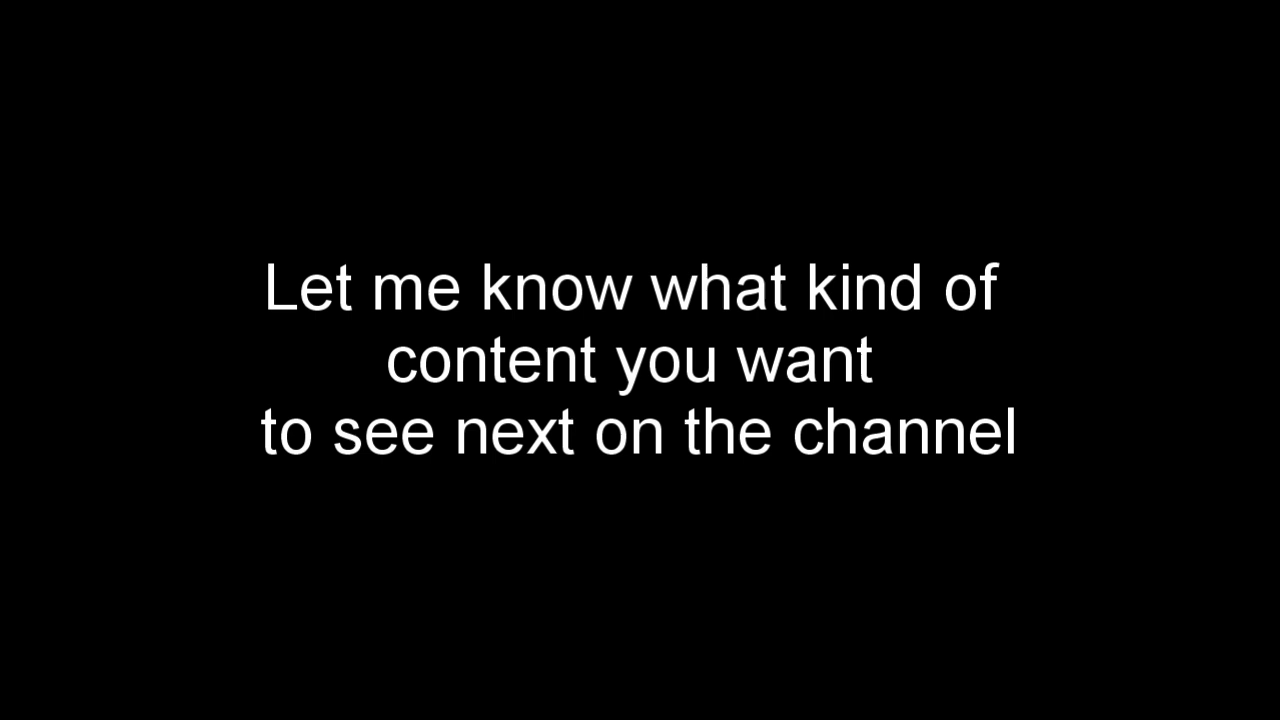 Let me know what kind of
content you want
to see next on the channel